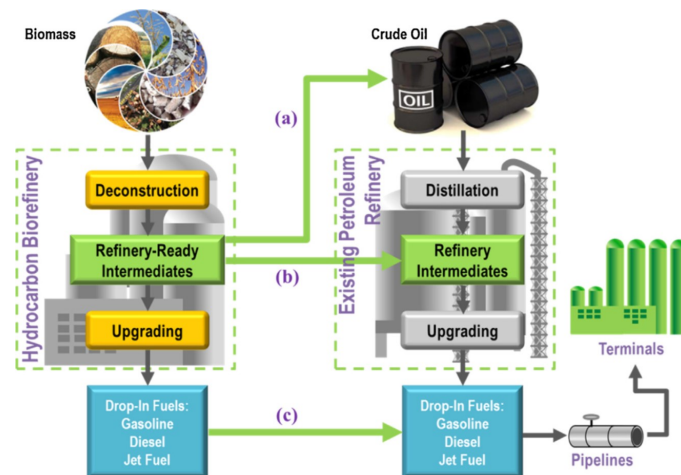 Biomass
Crude Oil
OIL
(a)
Hydrocarbon Biorefinery
Deconstruction
Refinery-Ready
Intermediates
Upgrading
(b)
Existing Petroleum
Refinery
Distillation
Refinery
Intermediates
Upgrading
Terminals
Drop-In Fuels:
Gasoline
Diesel
Jet Fuel
(c)
Drop-In Fuels:
Gasoline
Diesel
Jet Fuel
Pipelines